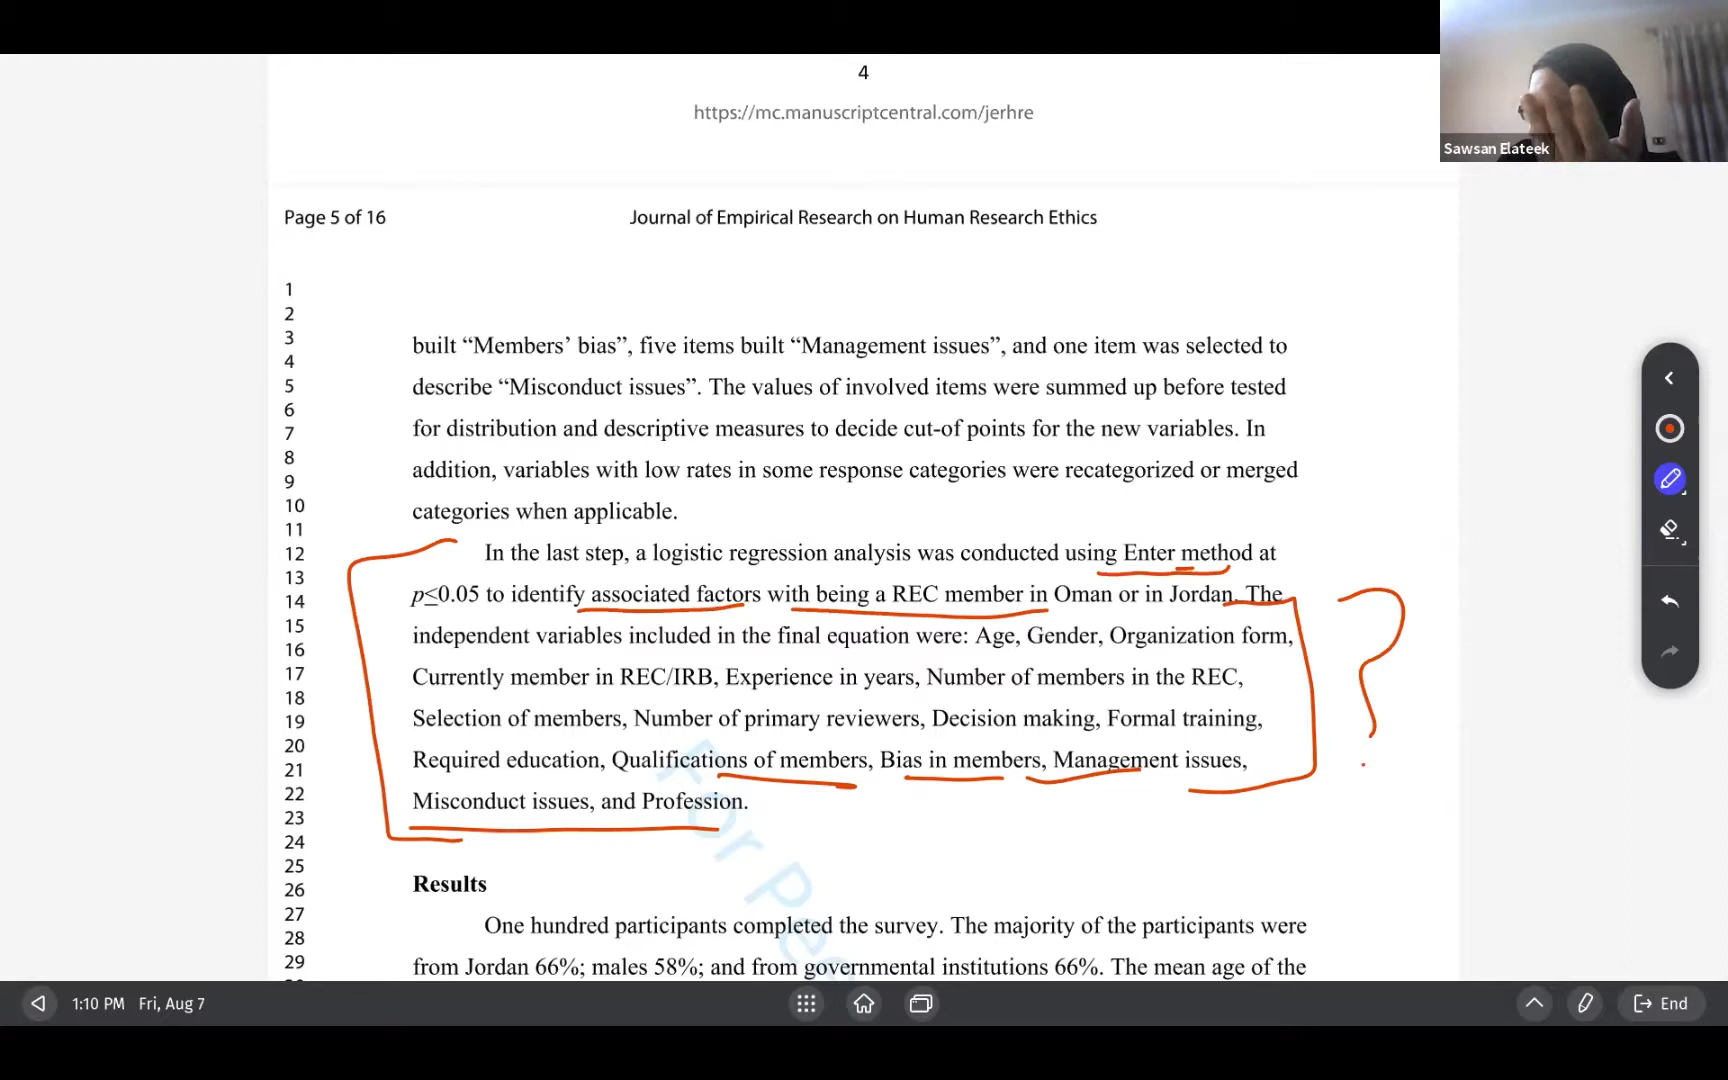 4
https://mc.manuscriptcentral.com/jerhre
Sawsan Elateek
Page 5 of 16
Journal of Empirical Research on Human Research Ethics
1
2
3
4
5
6
7
8
9
10
11
12
13
14
15
16
17
18
19
20
21
22
23
24
25
26
27
28
29
built “Members’ bias”, five items built “Management issues”, and one item was selected to
describe “Misconduct issues”. The values of involved items were summed up before tested
for distribution and descriptive measures to decide cut-of points for the new variables. In
addition, variables with low rates in some response categories were recategorized or merged
categories when applicable.
In the last step, a logistic regression analysis was conducted using Enter method at
p≤0.05 to identify associated factors with being a REC member in Oman or in Jordan. The
independent variables included in the final equation were: Age, Gender, Organization form,
Currently member in REC/IRB, Experience in years, Number of members in the REC,
Selection of members, Number of primary reviewers, Decision making, Formal training,
Required education, Qualifications of members, Bias in members, Management issues,
Misconduct issues, and Profession.
?
Results
One hundred participants completed the survey. The majority of the participants were
from Jordan 66%; males 58%; and from governmental institutions 66%. The mean age of the
For Pee
1:10 PM Fri, Aug 7
End